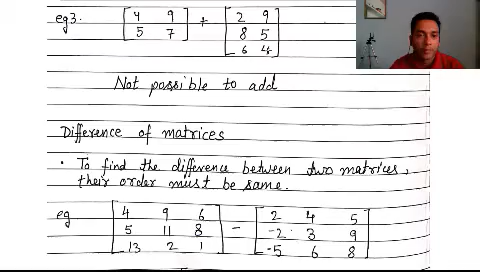 eg3. [4 9 + [2 9
5 7] 8 5
6 4]
Not possible to add
Difference of matrices
• To find the difference between two matrices,
their order must be same.
eg [4 9 6 - [2 4 5
5 11 8 -2 3 9
13 2 1] -5 6 8]